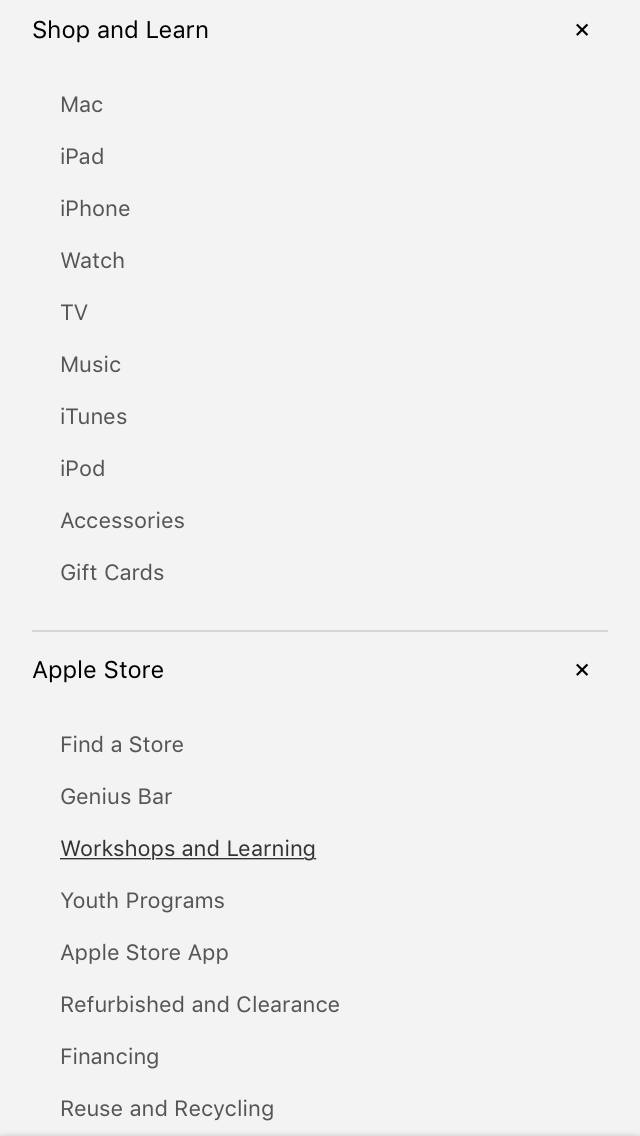 Shop and Learn
Mac
iPad
iPhone
Watch
TV
Music
iTunes
iPod
Accessories
Gift Cards
Apple Store
Find a Store
Genius Bar
Workshops and Learning
Youth Programs
Apple Store App
Refurbished and Clearance
Financing
Reuse and Recycling